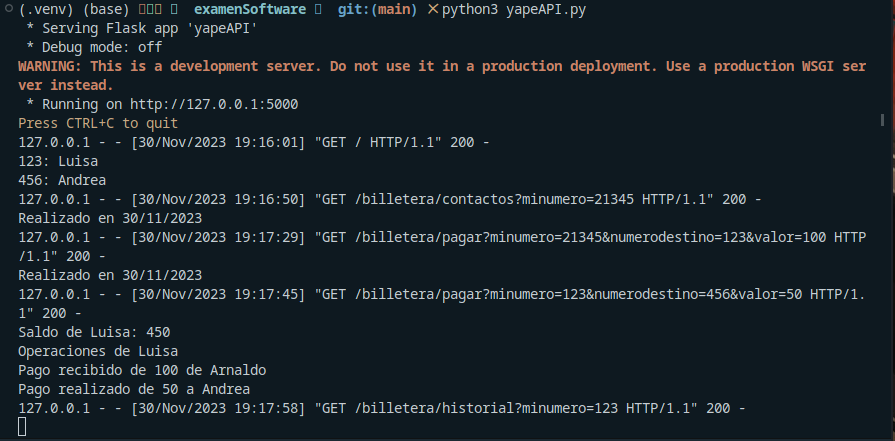 (.venv) (base) examenSoftware git:(main) ✗ python3 yapeAPI.py
* Serving Flask app 'yapeAPI'
* Debug mode: off
WARNING: This is a development server. Do not use it in a production deployment. Use a production WSGI ser
ver instead.
* Running on http://127.0.0.1:5000
Press CTRL+C to quit
127.0.0.1 - - [30/Nov/2023 19:16:01] "GET / HTTP/1.1" 200 -
123: Luisa
456: Andrea
127.0.0.1 - - [30/Nov/2023 19:16:50] "GET /billetera/contactos?minumero=21345 HTTP/1.1" 200 -
Realizado en 30/11/2023
127.0.0.1 - - [30/Nov/2023 19:17:29] "GET /billetera/pagar?minumero=21345&numerodestino=123&valor=100 HTTP
/1.1" 200 -
Realizado en 30/11/2023
127.0.0.1 - - [30/Nov/2023 19:17:45] "GET /billetera/pagar?minumero=123&numerodestino=456&valor=50 HTTP/1.
1" 200 -
Saldo de Luisa: 450
Operaciones de Luisa
Pago recibido de 100 de Arnaldo
Pago realizado de 50 a Andrea
127.0.0.1 - - [30/Nov/2023 19:17:58] "GET /billetera/historial?minumero=123 HTTP/1.1" 200 -